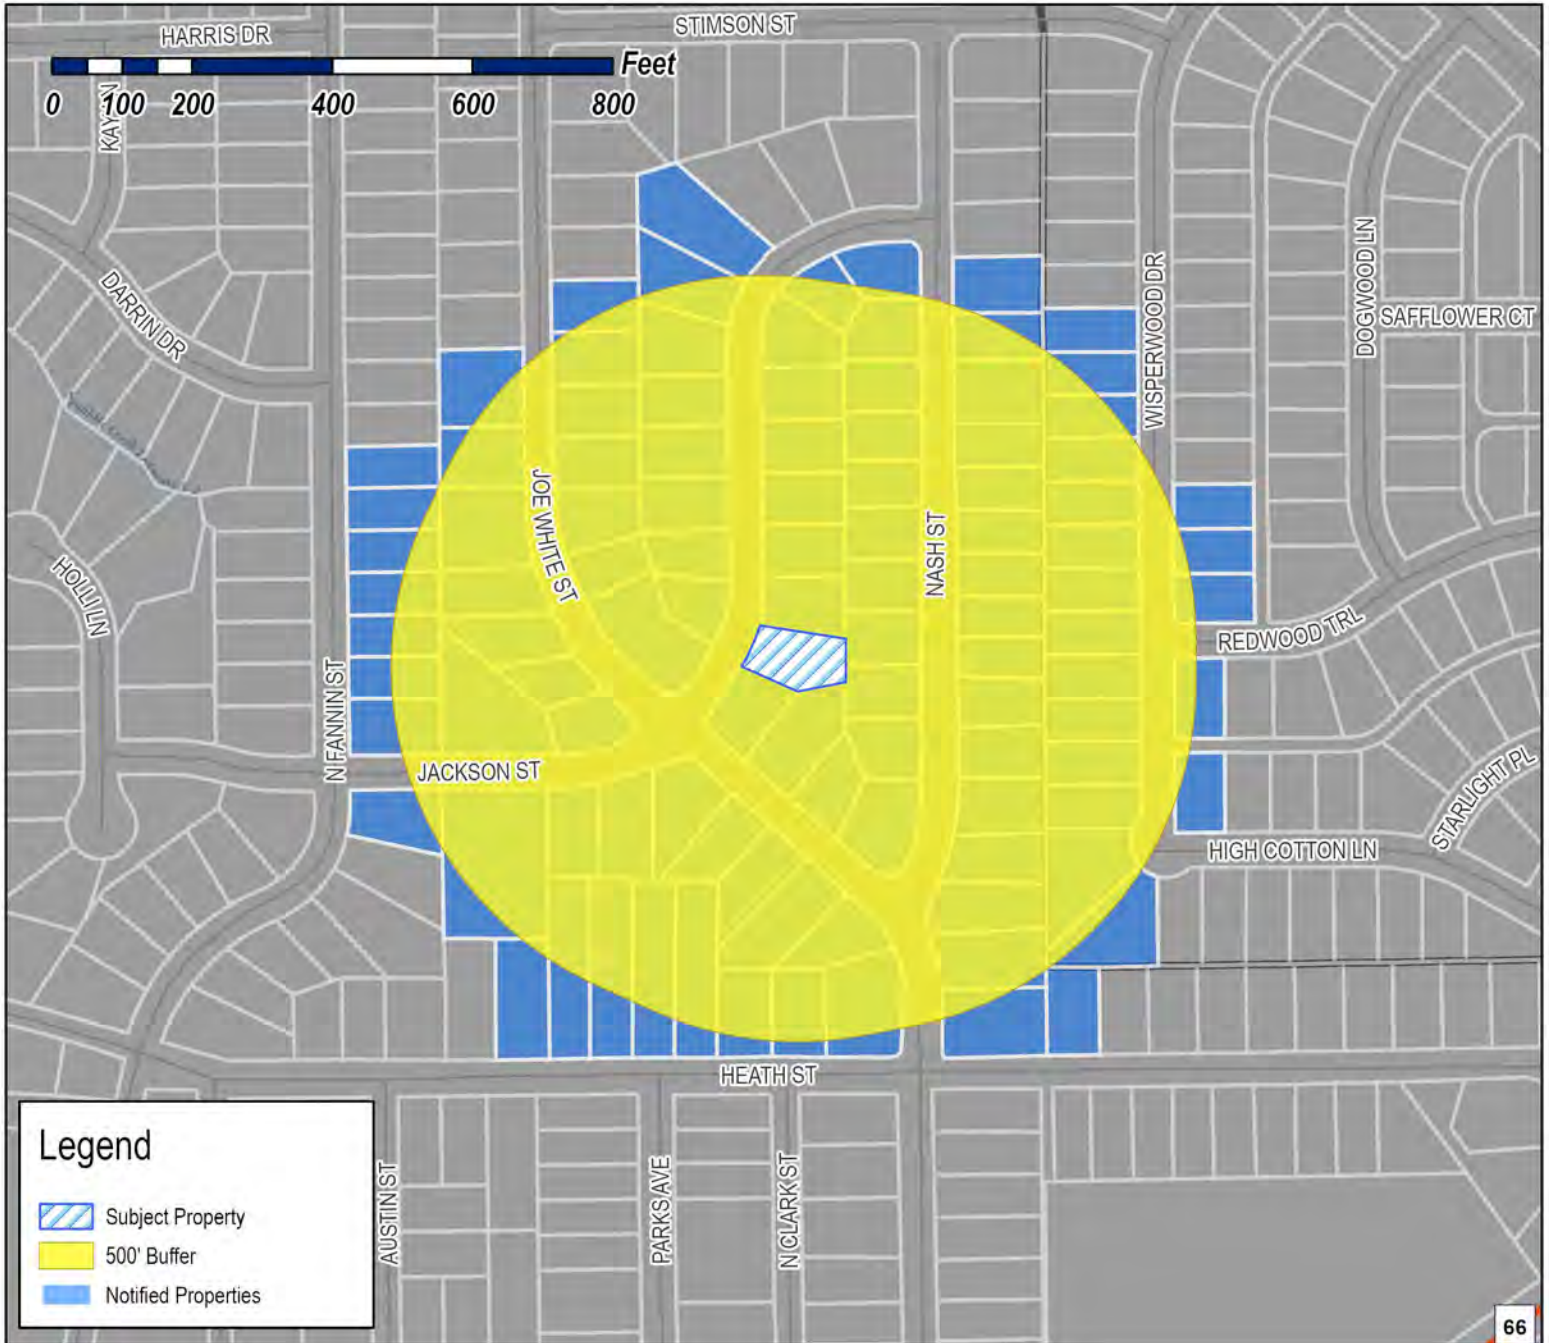 HARRIS DR
STIMSON ST
Feet
0 100 200 400 600 800
KAY LN
DARRIN DR
WISPERWOOD DR
DOGWOOD LN
SAFFLOWER CT
JOE WHITE ST
NASH ST
HOLLI LN
REDWOOD TRL
N FANNIN ST
JACKSON ST
STARLIGHT PL
HIGH COTTON LN
HEATH ST
AUSTIN ST
PARKS AVE
N CLARK ST
Legend
Subject Property
500' Buffer
Notified Properties
66